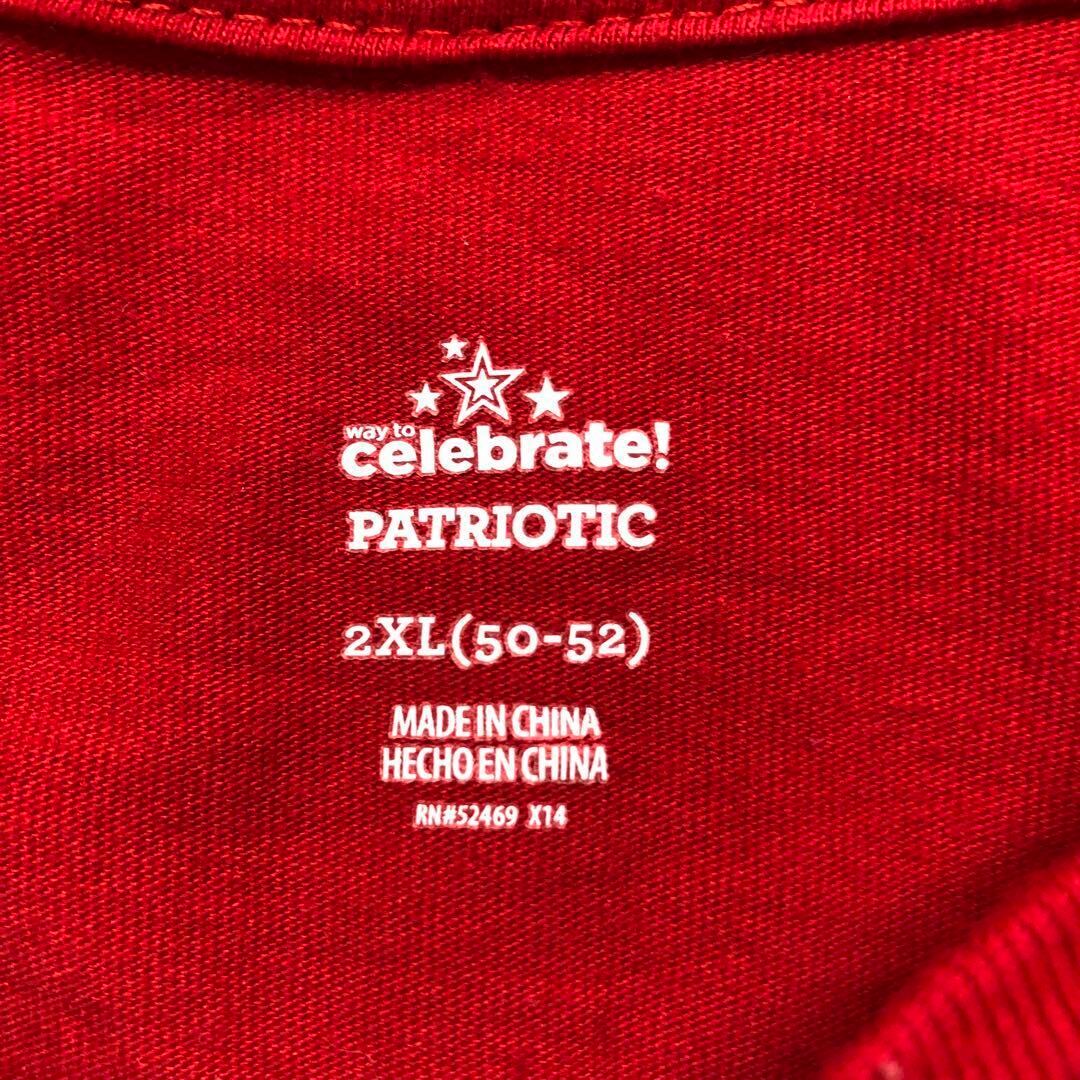 way to
celebrate!
PATRIOTIC
2XL(50-52)
MADE IN CHINA
HECHO EN CHINA
RN#52469 X14